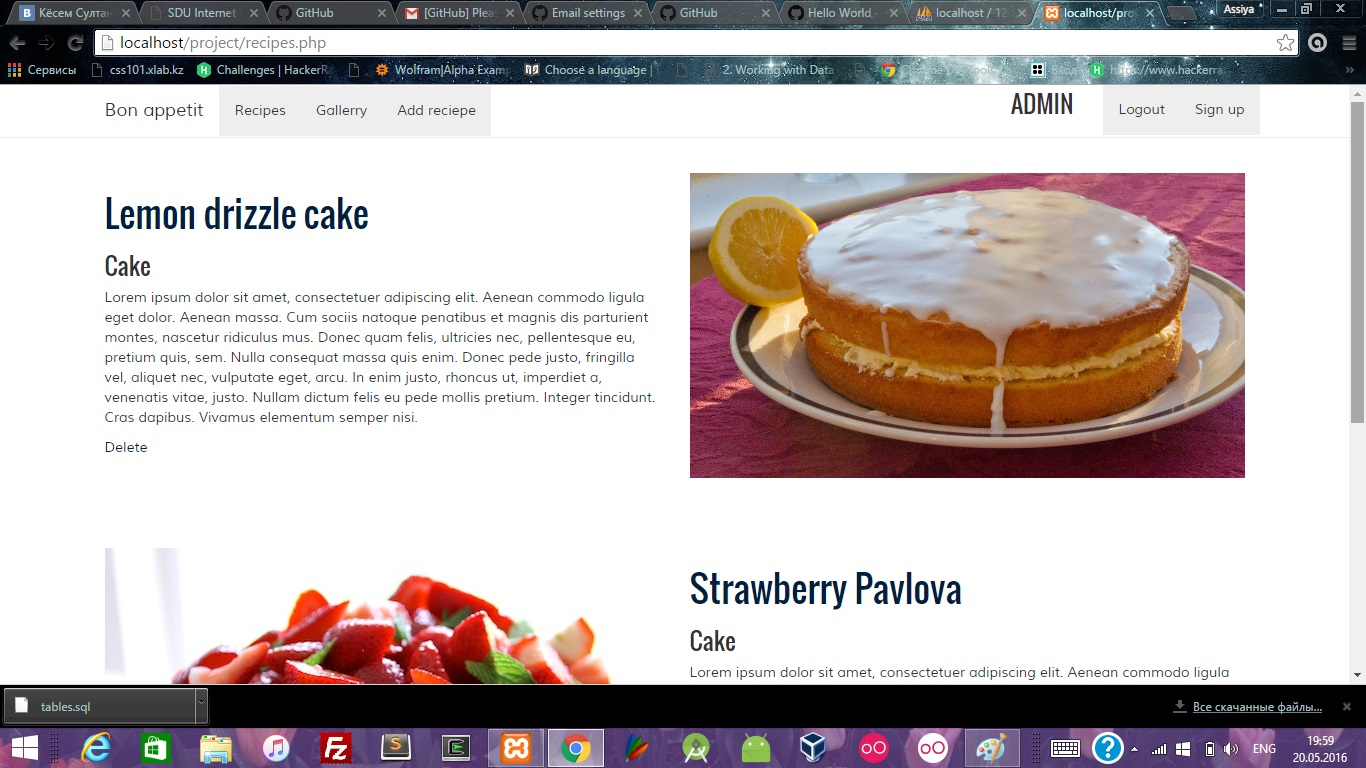 Кёсем Султан
SDU Internet
GitHub
[GitHub] Plea
Email settings
GitHub
Hello World
localhost / 12
localhost/pro
Assiya
localhost/project/recipes.php
Сервисы
css101.xlab.kz
Challenges | HackerRa
Wolfram|Alpha Examp
Choose a language |
2. Working with Data
Вход
https://www.hackerra
»
Bon appetit
Recipes
Gallerry
Add reciepe
ADMIN
Logout
Sign up
Lemon drizzle cake
Cake
Lorem ipsum dolor sit amet, consectetuer adipiscing elit. Aenean commodo ligula
eget dolor. Aenean massa. Cum sociis natoque penatibus et magnis dis parturient
montes, nascetur ridiculus mus. Donec quam felis, ultricies nec, pellentesque eu,
pretium quis, sem. Nulla consequat massa quis enim. Donec pede justo, fringilla
vel, aliquet nec, vulputate eget, arcu. In enim justo, rhoncus ut, imperdiet a,
venenatis vitae, justo. Nullam dictum felis eu pede mollis pretium. Integer tincidunt.
Cras dapibus. Vivamus elementum semper nisi.
Delete
Strawberry Pavlova
Cake
Lorem ipsum dolor sit amet, consectetuer adipiscing elit. Aenean commodo ligula
tables.sql
Все скачанные файлы...
ENG
19:59
20.05.2016